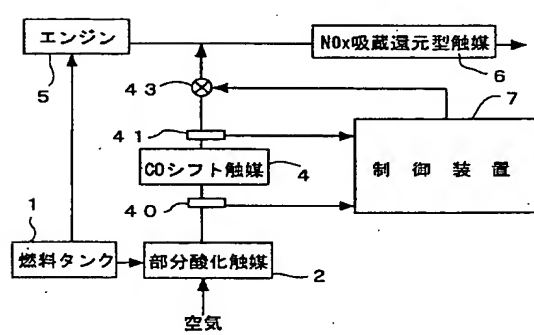 エンジン
5
NOx吸蔵還元型触媒
6
43
7
41
COシフト触媒
4
制御装置
40
1
燃料タンク
部分酸化触媒
2
空気